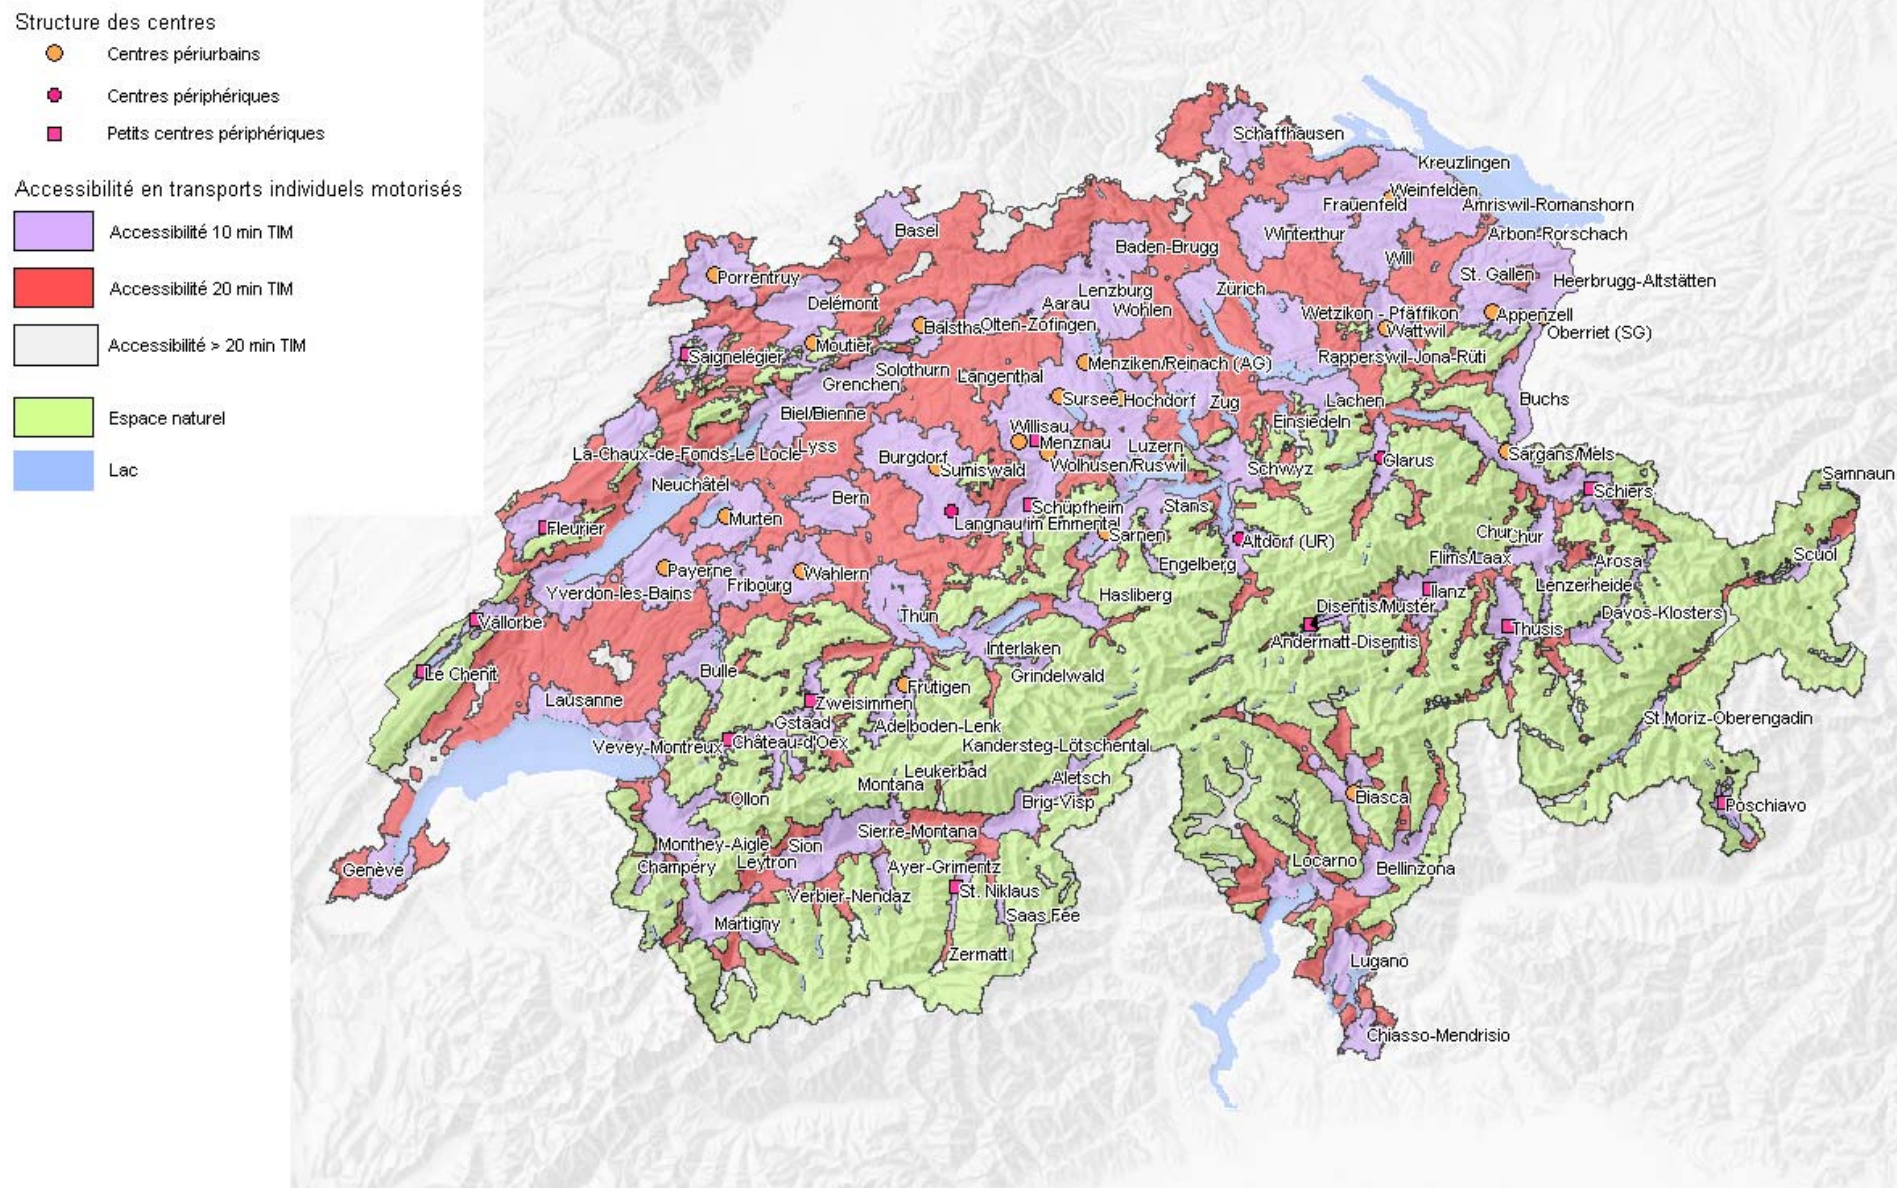 Structure des centres
Centres périurbains
Centres périphériques
Petits centres périphériques
Accessibilité en transports individuels motorisés
Accessibilité 10 min TIM
Accessibilité 20 min TIM
Accessibilité > 20 min TIM
Espace naturel
Lac
Schaffhausen
Kreuzlingen
Weinfelden
Frauenfeld
Amriswil-Romanshorn
Basel
Winterthur
Arbon-Rorschach
Baden-Brugg
Will
Porrentruy
St. Gallen
Heerbrugg-Altstätten
Delémont
Lenzburg
Zürich
Aarau
Wohlen
Wetzikon - Pfäffikon
Appenzell
Balstha
Olten-Zofingen
Wattwil
Oberriet (SG)
Moutier
Saignelégier
Rapperswil-Jona-Rüti
Menziken/Reinach (AG)
Solothurn
Langenthal
Grenchen
Sursee
Hochdorf
Zug
Lachen
Buchs
Biel/Bienne
Einsiedeln
Willisau
Menznau
Luzern
La-Chaux-de-Fonds-Le Locle
Lyss
Burgdorf
Sumiswald
Wolhusen/Ruswil
Schwyz
Glarus
Sargans/Mels
Samnaun
Neuchâtel
Bern
Schiers
Schüpfheim
Stans
Murten
Langnau im Emmental
Fleurier
Sarnen
Altdorf (UR)
Chur
Chur
Flims/Laax
Arosa
Scuol
Engelberg
Payerne
Fribourg
Wahlern
Yverdon-les-Bains
Hasliberg
Ilanz
Lenzerheide
Disentis/Mustér
Davos-Klosters
Vallorbe
Thun
Thusis
Andermatt-Disentis
Interlaken
Le Chenit
Bulle
Grindelwald
Frutigen
Lausanne
Zweisimmen
Gstaad
Adelboden-Lenk
St.Moriz-Oberengadin
Vevey-Montreux
Château-d'Oex
Kandersteg-Lötschental
Leukerbad
Aletsch
Montana
Ollon
Brig-Visp
Biasca
Poschiavo
Monthey-Aigle
Sion
Sierre-Montana
Genève
Champéry
Leytron
Ayer-Grimentz
Locarno
Bellinzona
Verbier-Nendaz
St. Niklaus
Saas Fee
Martigny
Zermatt
Lugano
Chiasso-Mendrisio